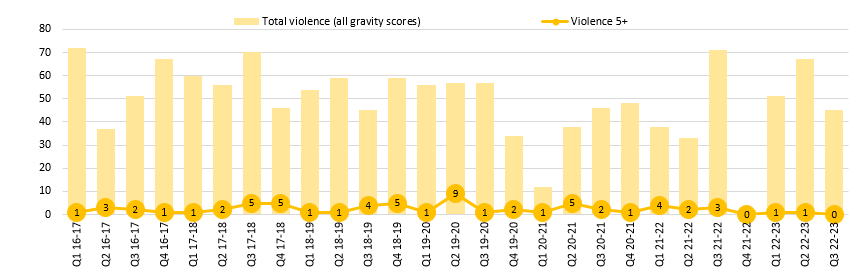 Total violence (all gravity scores) Violence 5+
80
70
60
50
40
30
20
10
0
1 3 2 1 1 2 5 5 1 1 4 5 1 9 1 2 1 5 2 1 4 2 3 0 1 1 0
Q1 16-17
Q2 16-17
Q3 16-17
Q4 16-17
Q1 17-18
Q2 17-18
Q3 17-18
Q4 17-18
Q1 18-19
Q2 18-19
Q3 18-19
Q4 18-19
Q1 19-20
Q2 19-20
Q3 19-20
Q4 19-20
Q1 20-21
Q2 20-21
Q3 20-21
Q4 20-21
Q1 21-22
Q2 21-22
Q3 21-22
Q4 21-22
Q1 22-23
Q2 22-23
Q3 22-23